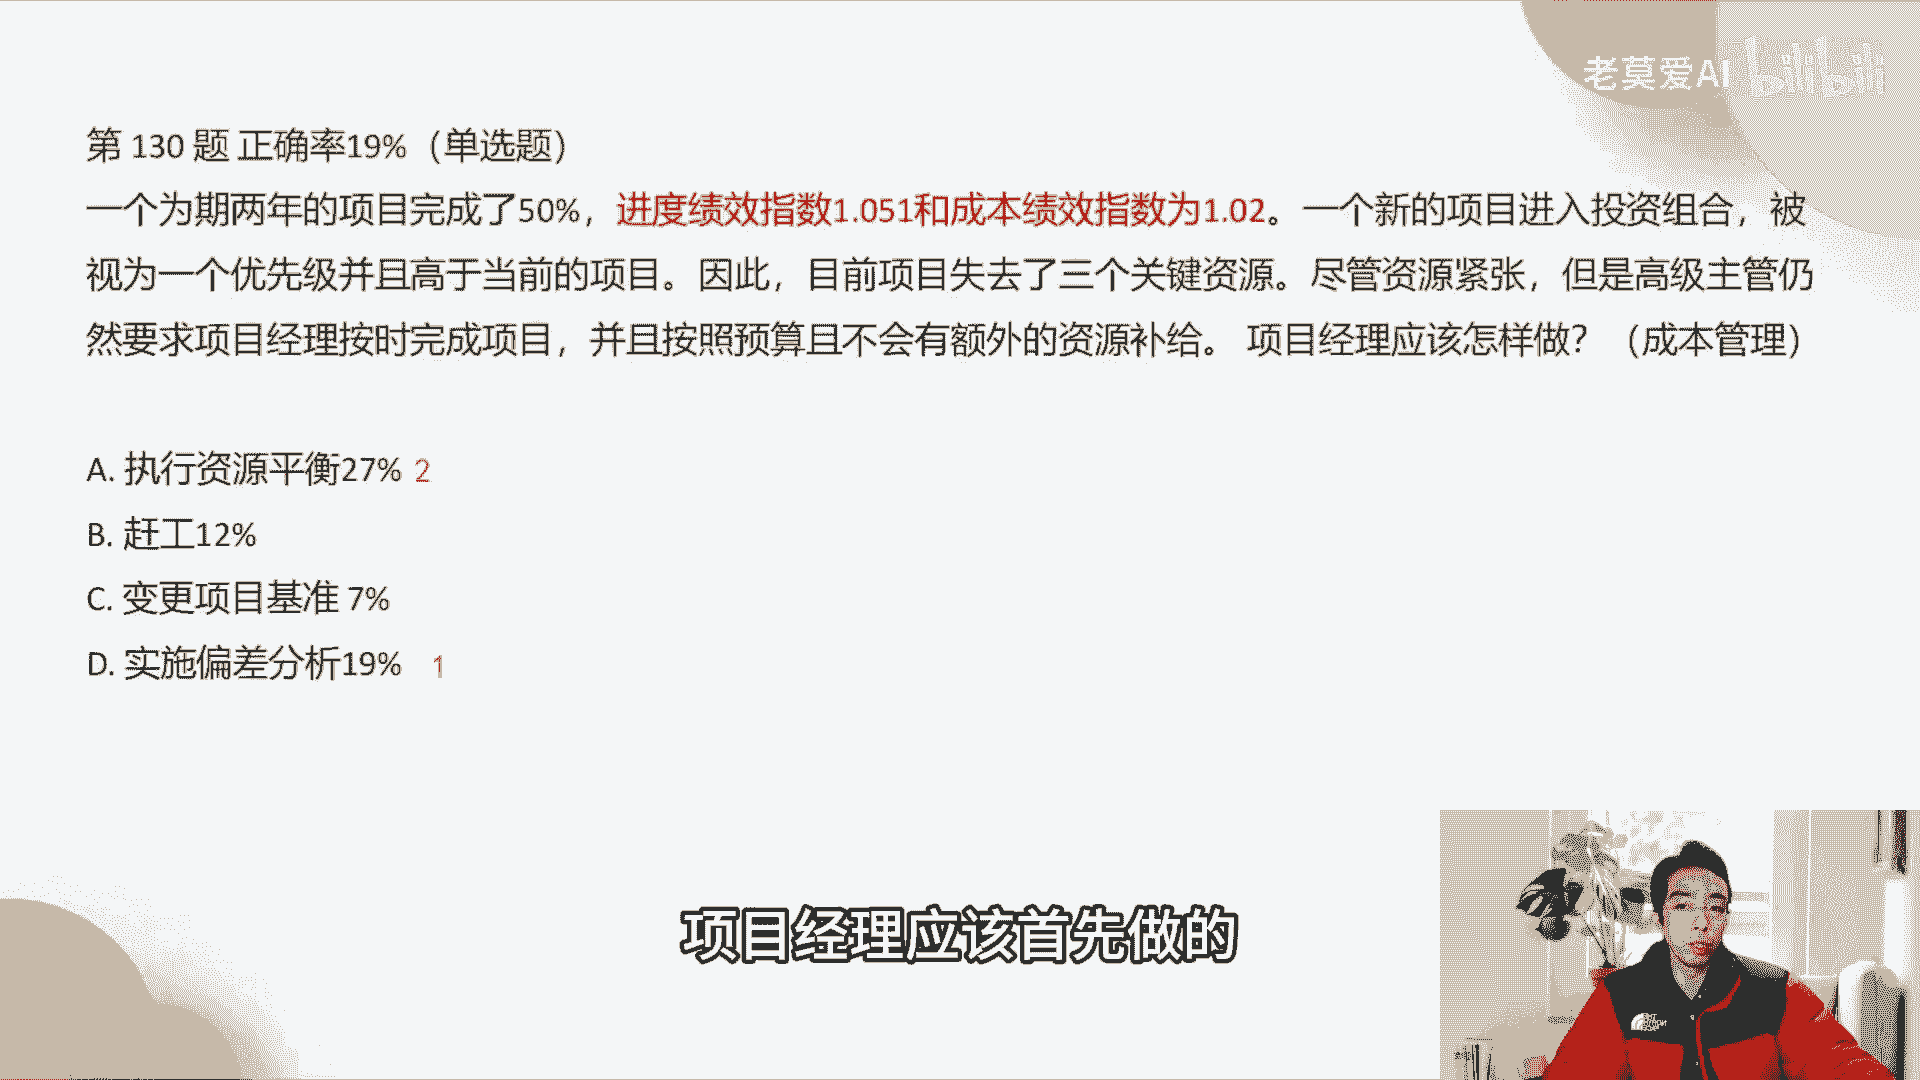 老莫爱AI bilibili
第 130 题 正确率19%（单选题）
一个为期两年的项目完成了50%，进度绩效指数1.051和成本绩效指数为1.02。一个新的项目进入投资组合，被
视为一个优先级并且高于当前的项目。因此，目前项目失去了三个关键资源。尽管资源紧张，但是高级主管仍
然要求项目经理按时完成项目，并且按照预算且不会有额外的资源补给。 项目经理应该怎样做？（成本管理）
A. 执行资源平衡27% 2
B. 赶工12%
C. 变更项目基准 7%
D. 实施偏差分析19% 1
项目经理应该首先做的